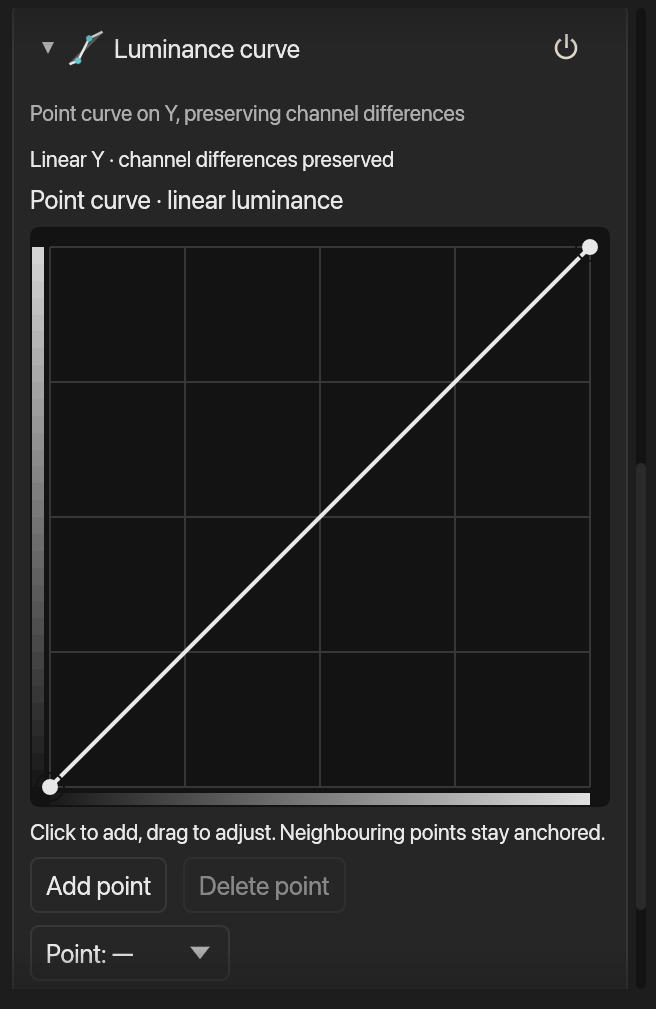 Luminance curve
Point curve on Y, preserving channel differences
Linear Y · channel differences preserved
Point curve · linear luminance
Click to add, drag to adjust. Neighbouring points stay anchored.
Add point
Delete point
Point: —